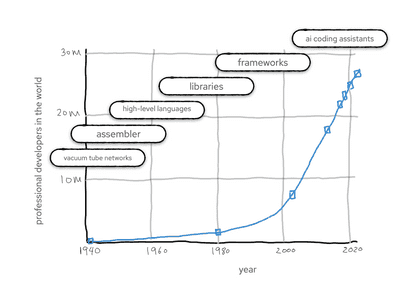 ai coding assistants
30M
frameworks
libraries
high-level languages
20M
assembler
vacuum tube networks
10M
professional developers in the world
1940
1960
1980
2000
2020
year